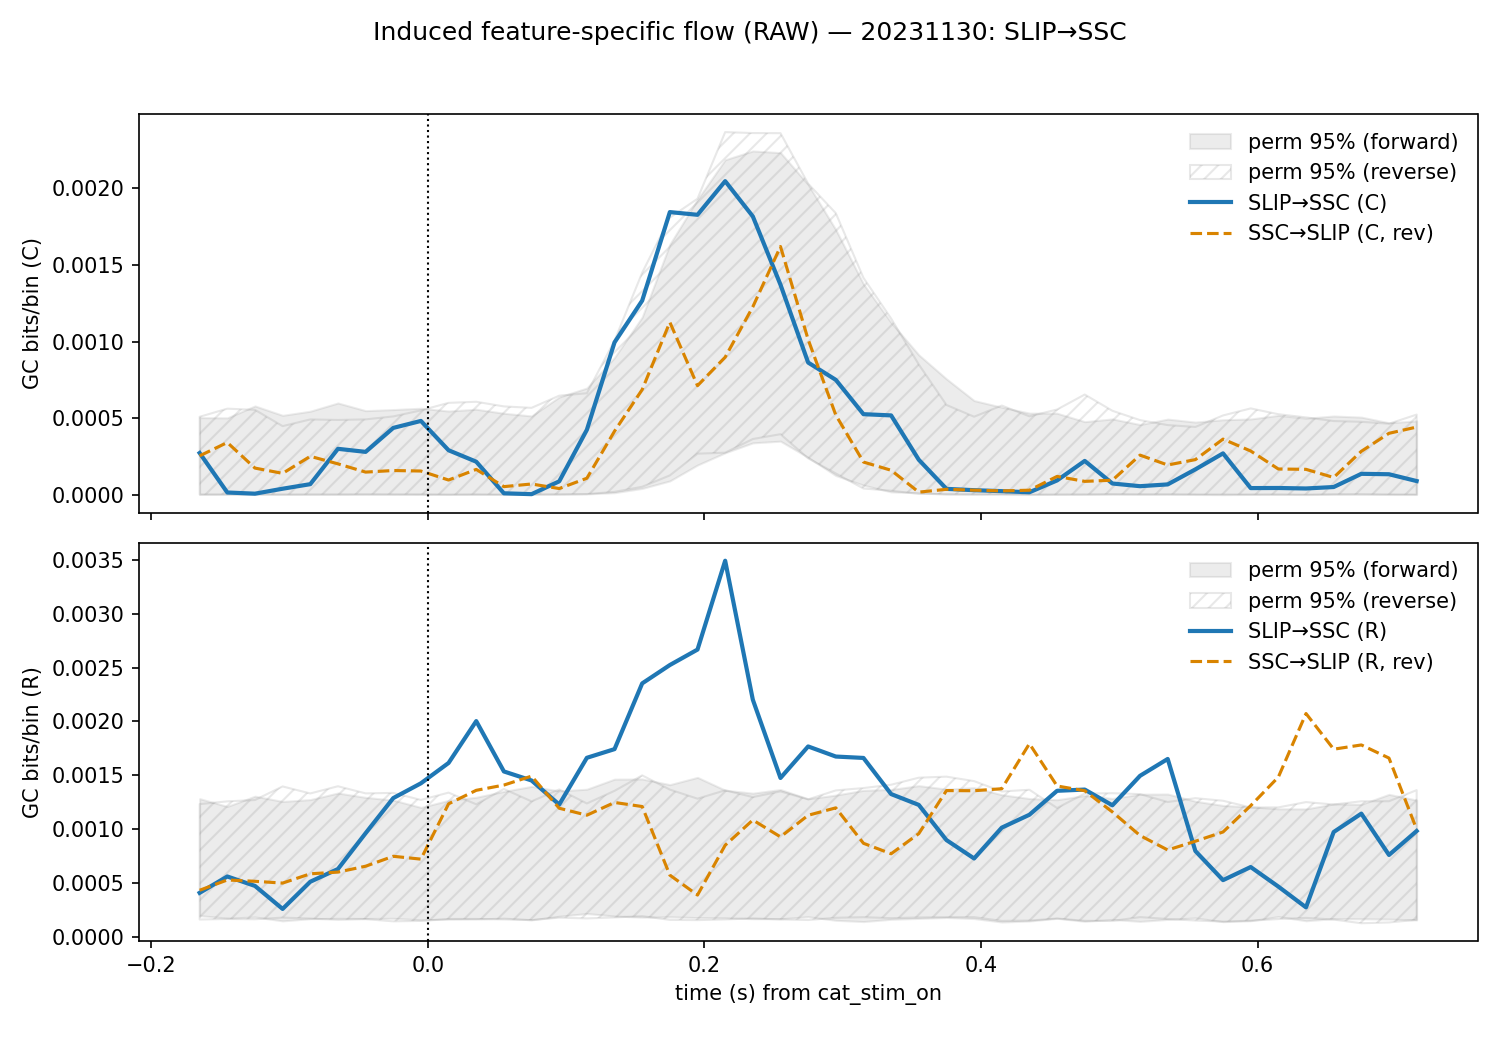 Induced feature-specific flow (RAW) — 20231130: SLIP→SSC
GC bits/bin (C)
0.0020
0.0015
0.0010
0.0005
0.0000
perm 95% (forward)
perm 95% (reverse)
SLIP→SSC (C)
SSC→SLIP (C, rev)
GC bits/bin (R)
0.0035
0.0030
0.0025
0.0020
0.0015
0.0010
0.0005
0.0000
perm 95% (forward)
perm 95% (reverse)
SLIP→SSC (R)
SSC→SLIP (R, rev)
−0.2 0.0 0.2 0.4 0.6
time (s) from cat_stim_on